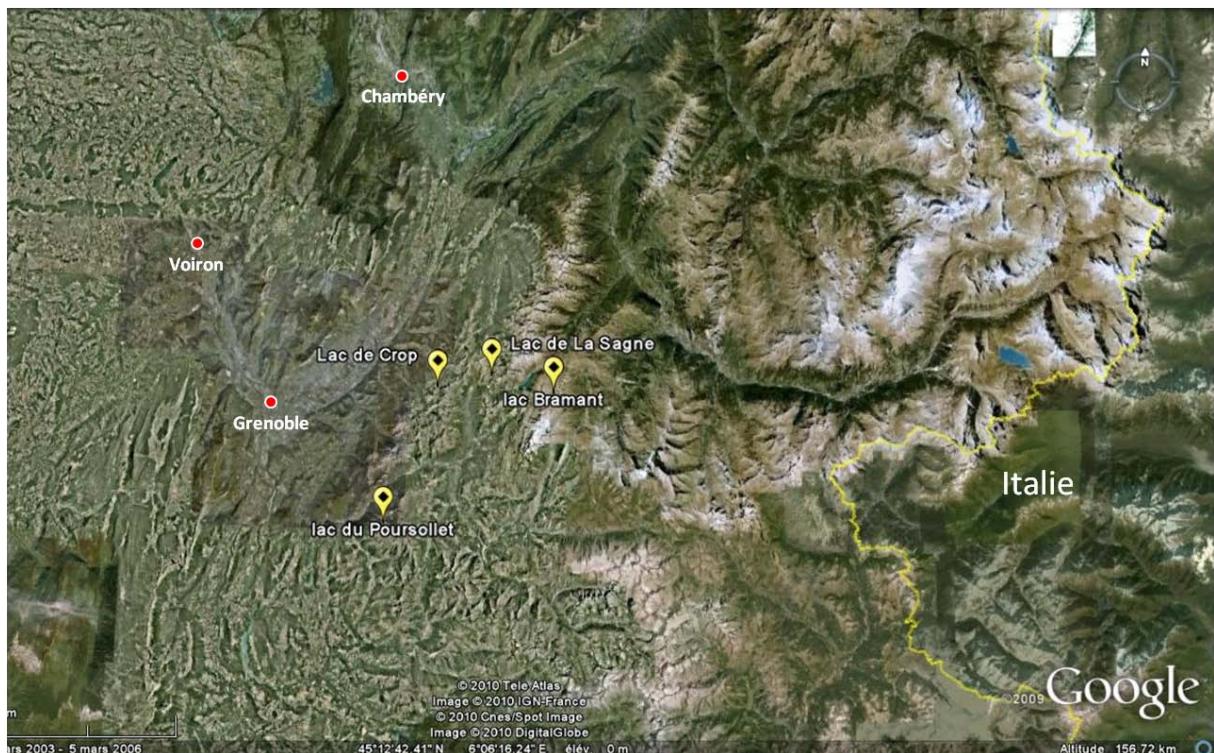 N
Chambéry
Voiron
Lac de Crop
Lac de La Sagne
lac Bramant
Grenoble
Italie
lac du Poursollet
© 2010 Tele Atlas
Image © 2010 IGN-France
© 2010 Cnes/Spot Image
Image © 2010 DigitalGlobe
©2009 Google
m
ars 2003 - 5 mars 2006 45°12'42.41" N 6°06'16.24" E élév. 0 m Altitude 156.72 km